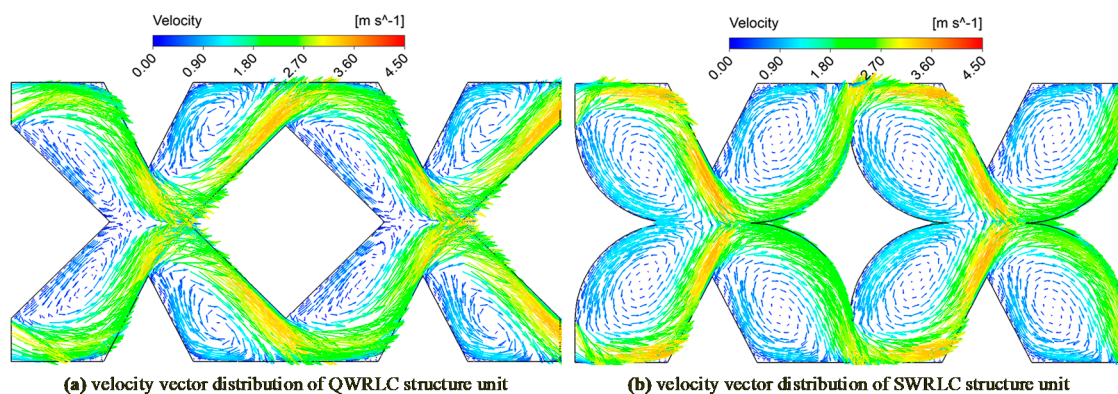 Velocity [m s^-1]
0.00 0.90 1.80 2.70 3.60 4.50
Velocity [m s^-1]
0.00 0.90 1.80 2.70 3.60 4.50
(a) velocity vector distribution of QWRLC structure unit
(b) velocity vector distribution of SWRLC structure unit